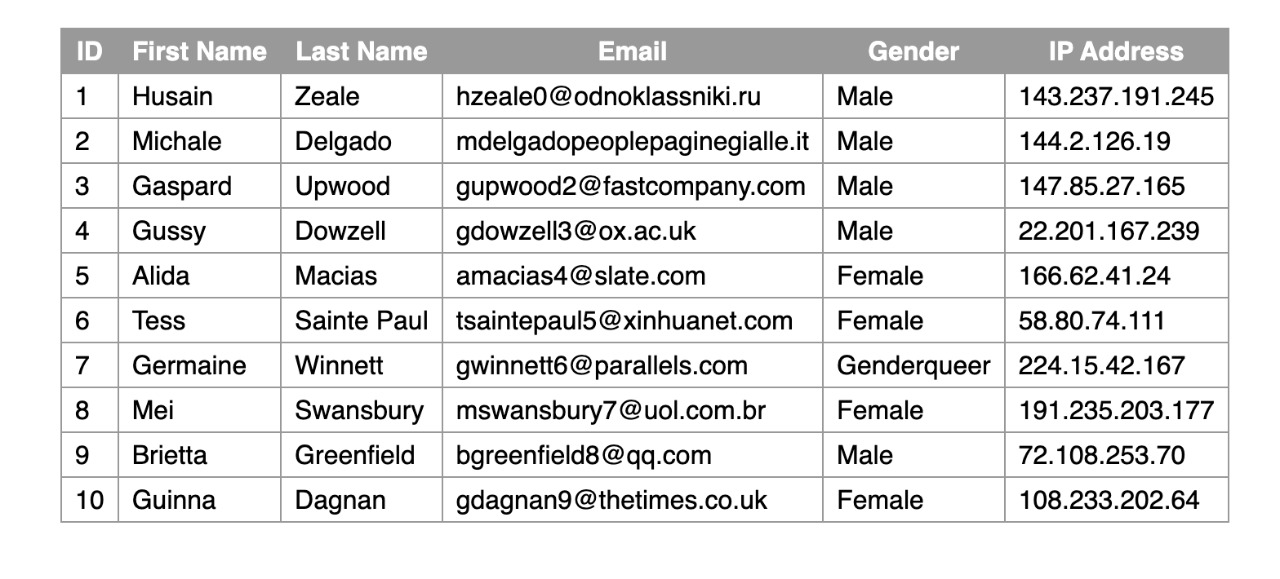 ID First Name Last Name Email Gender IP Address
1 Husain Zeale hzeale0@odnoklassniki.ru Male 143.237.191.245
2 Michale Delgado mdelgadopeoplepaginegialle.it Male 144.2.126.19
3 Gaspard Upwood gupwood2@fastcompany.com Male 147.85.27.165
4 Gussy Dowzell gdowzell3@ox.ac.uk Male 22.201.167.239
5 Alida Macias amacias4@slate.com Female 166.62.41.24
6 Tess Sainte Paul tsaintepaul5@xinhuanet.com Female 58.80.74.111
7 Germaine Winnett gwinnett6@parallels.com Genderqueer 224.15.42.167
8 Mei Swansbury mswansbury7@uol.com.br Female 191.235.203.177
9 Brietta Greenfield bgreenfield8@qq.com Male 72.108.253.70
10 Guinna Dagnan gdagnan9@thetimes.co.uk Female 108.233.202.64